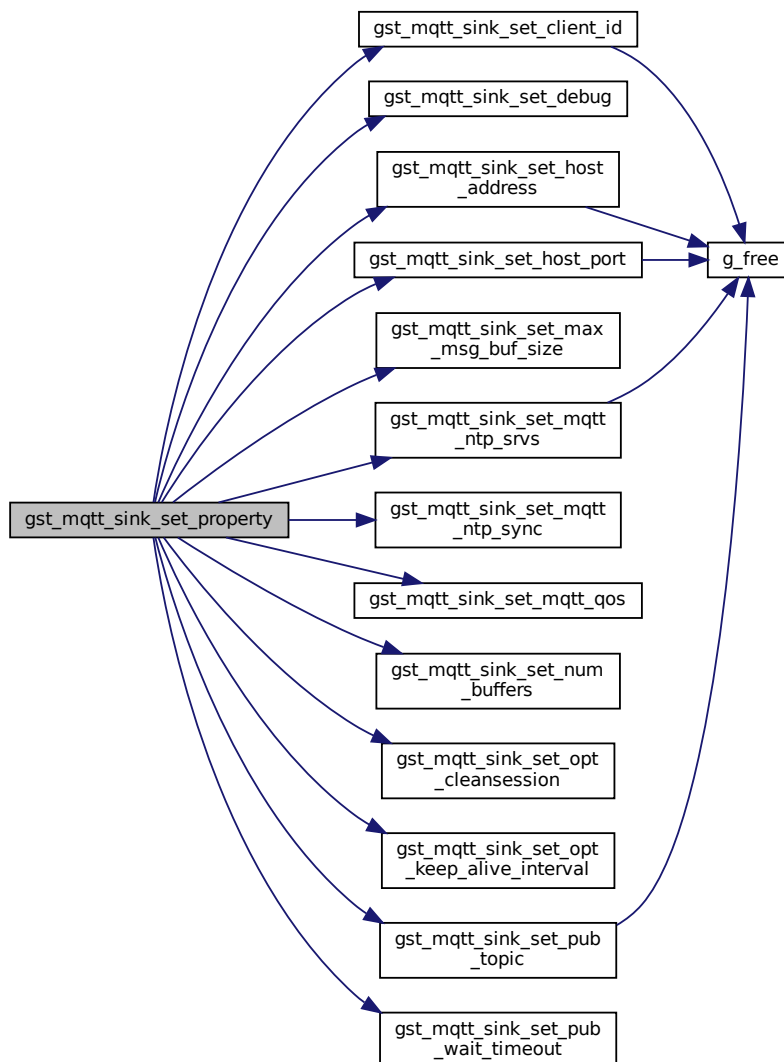 gst_mqtt_sink_set_client_id
gst_mqtt_sink_set_debug
gst_mqtt_sink_set_host
_address
gst_mqtt_sink_set_host_port
g_free
gst_mqtt_sink_set_max
_msg_buf_size
gst_mqtt_sink_set_mqtt
_ntp_srvs
gst_mqtt_sink_set_property
gst_mqtt_sink_set_mqtt
_ntp_sync
gst_mqtt_sink_set_mqtt_qos
gst_mqtt_sink_set_num
_buffers
gst_mqtt_sink_set_opt
_cleansession
gst_mqtt_sink_set_opt
_keep_alive_interval
gst_mqtt_sink_set_pub
_topic
gst_mqtt_sink_set_pub
_wait_timeout